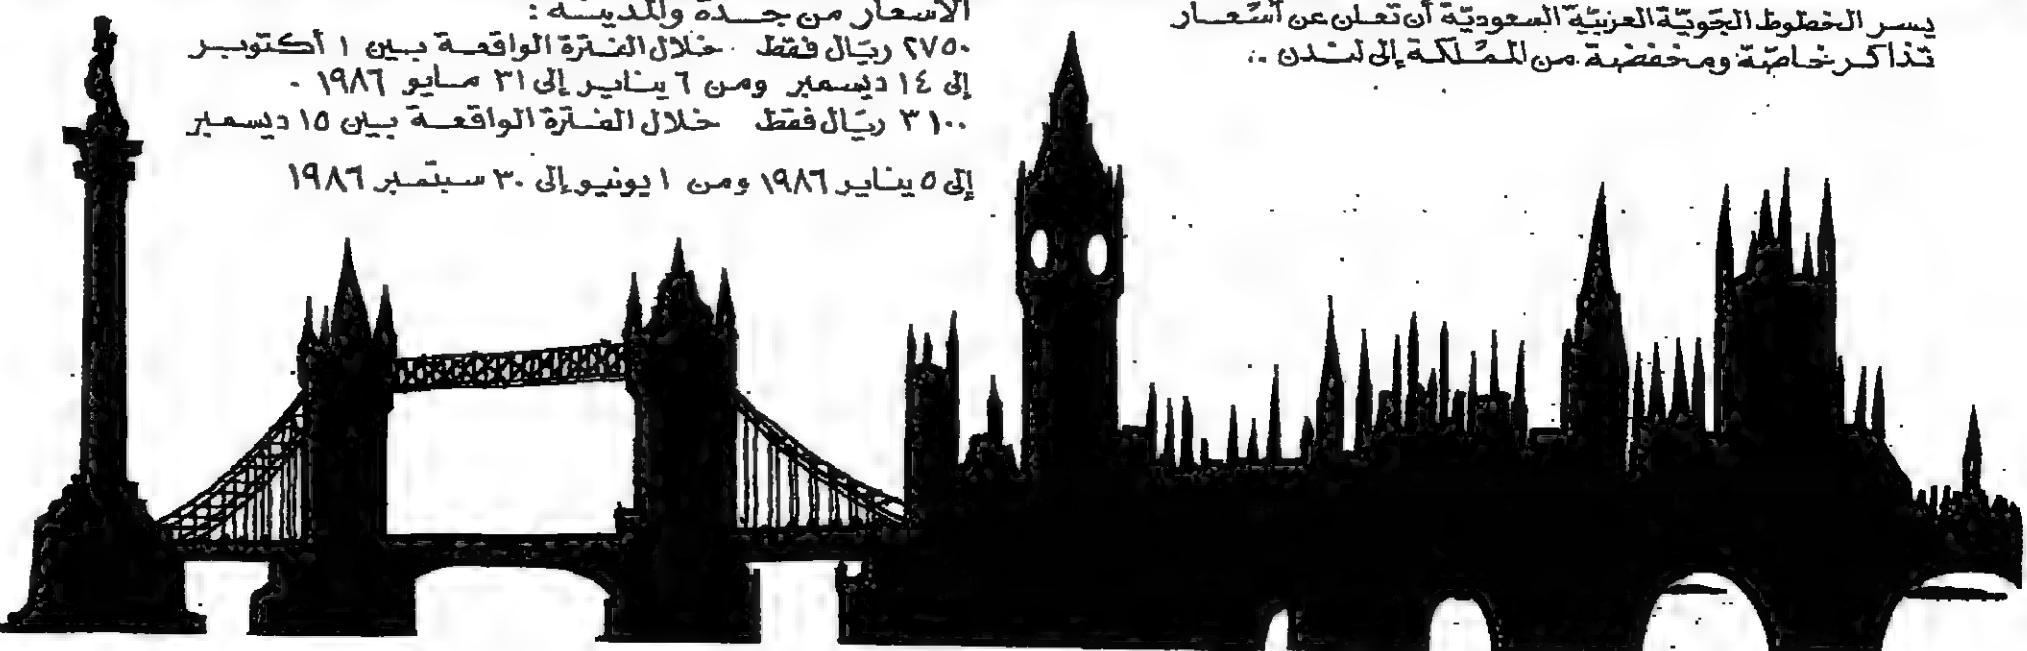 يسر الخطوط الجوية العربية السعودية أن تعلن عن أسعار
تذاكر خاصة ومخفضة من المملكة إلى لندن ..
الأسعار من جدة والمدينة :
٢٧٥٠ ريال فقط خلال الفترة الواقعة بين ١ أكتوبر
إلى ١٤ ديسمبر ومن ٦ يناير إلى ٣١ مايو ١٩٨٦ .
٣١٠٠ ريال فقط خلال الفترة الواقعة بين ١٥ ديسمبر
إلى ٥ يناير ١٩٨٦ ومن ١ يونيو إلى ٣٠ سبتمبر ١٩٨٦